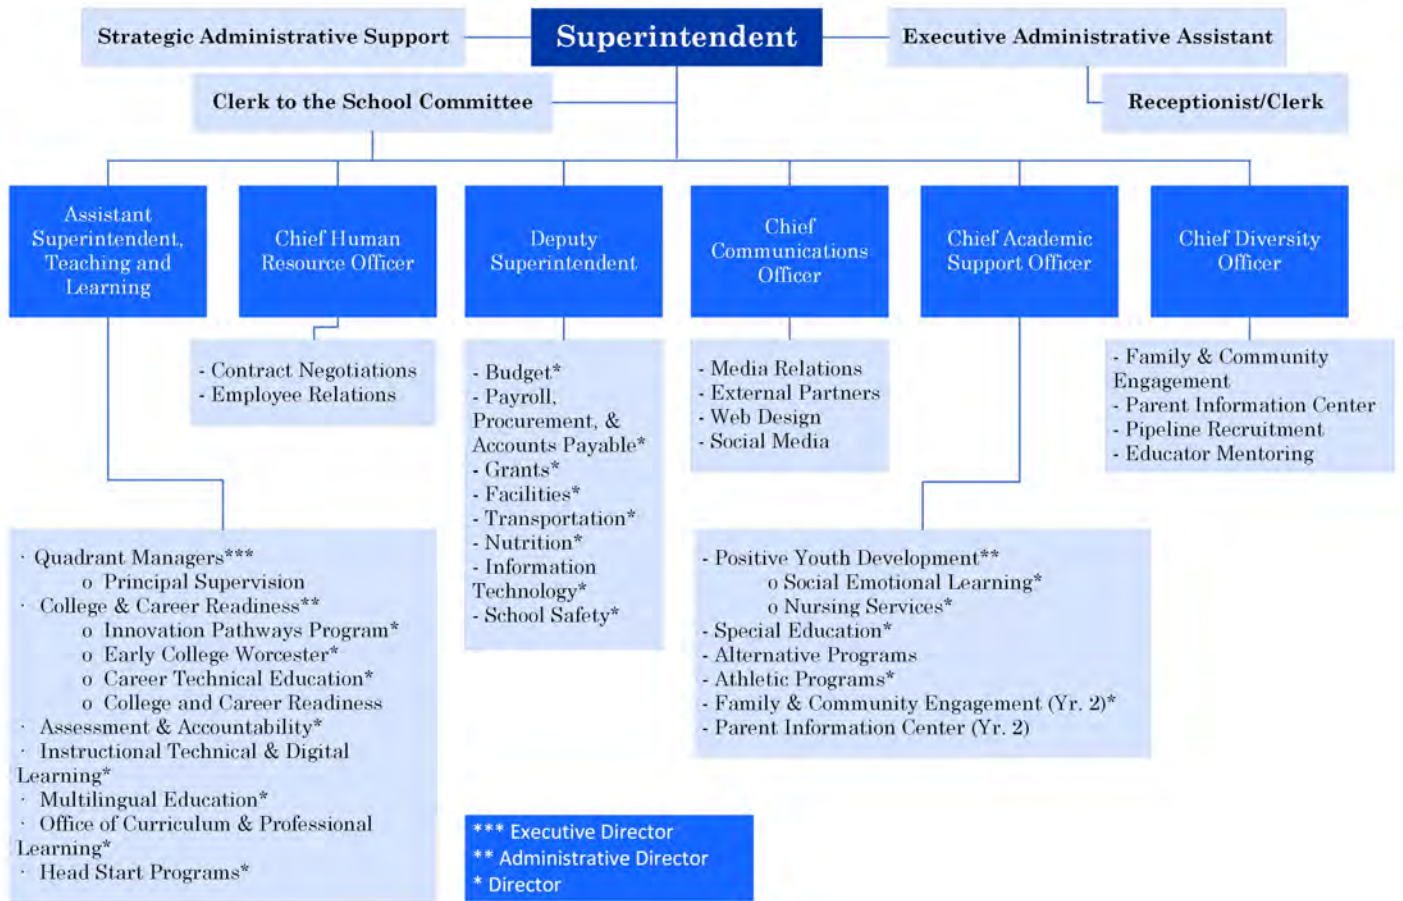 Strategic Administrative Support
Superintendent
Executive Administrative Assistant
Clerk to the School Committee
Receptionist/Clerk
Assistant
Superintendent,
Teaching and
Learning
Chief Human
Resource Officer
Deputy
Superintendent
Chief
Communications
Officer
Chief Academic
Support Officer
Chief Diversity
Officer
- Contract Negotiations
- Employee Relations
- Budget*
- Payroll,
Procurement, &
Accounts Payable*
- Grants*
- Facilities*
- Transportation*
- Nutrition*
- Information
Technology*
- School Safety*
- Media Relations
- External Partners
- Web Design
- Social Media
- Family & Community
Engagement
- Parent Information Center
- Pipeline Recruitment
- Educator Mentoring
· Quadrant Managers***
o Principal Supervision
· College & Career Readiness**
o Innovation Pathways Program*
o Early College Worcester*
o Career Technical Education*
o College and Career Readiness
· Assessment & Accountability*
· Instructional Technical & Digital
Learning*
· Multilingual Education*
· Office of Curriculum & Professional
Learning*
· Head Start Programs*
- Positive Youth Development**
o Social Emotional Learning*
o Nursing Services*
- Special Education*
- Alternative Programs
- Athletic Programs*
- Family & Community Engagement (Yr. 2)*
- Parent Information Center (Yr. 2)
*** Executive Director
** Administrative Director
* Director